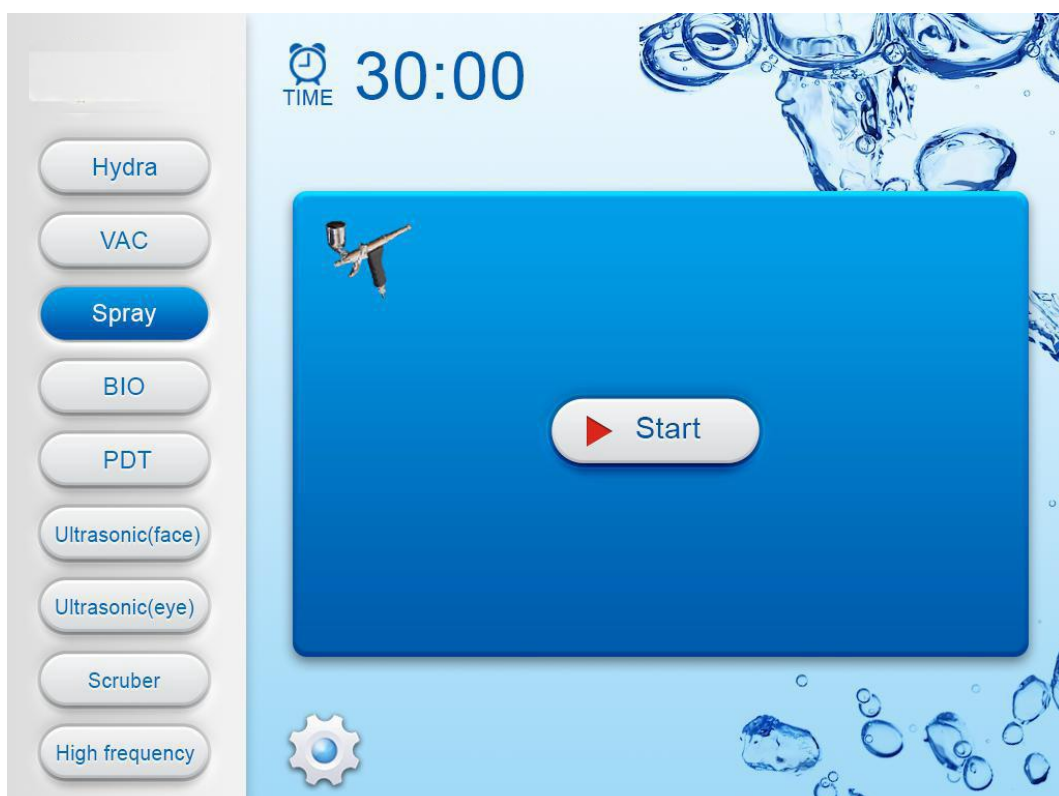 TIME 30:00
Hydra
VAC
Spray
BIO
PDT
Ultrasonic(face)
Ultrasonic(eye)
Scruber
High frequency
Start